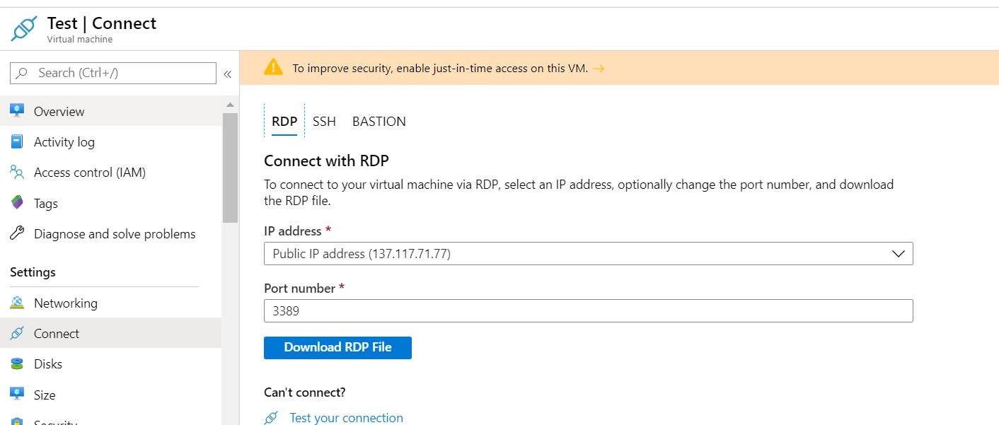 Test | Connect
Virtual machine
Search (Ctrl+/)
«
Overview
Activity log
Access control (IAM)
Tags
Diagnose and solve problems
Settings
Networking
Connect
Disks
Size
Security
To improve security, enable just-in-time access on this VM. →
RDP SSH BASTION
Connect with RDP
To connect to your virtual machine via RDP, select an IP address, optionally change the port number, and download
the RDP file.
IP address *
Public IP address (137.117.71.77)
Port number *
3389
Download RDP File
Can't connect?
Test your connection